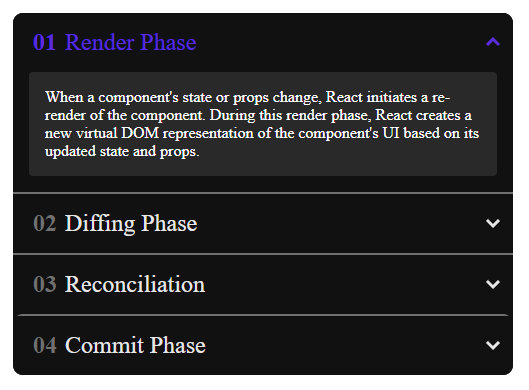 01 Render Phase
When a component's state or props change, React initiates a re-
render of the component. During this render phase, React creates a
new virtual DOM representation of the component's UI based on its
updated state and props.
02 Diffing Phase
03 Reconciliation
04 Commit Phase